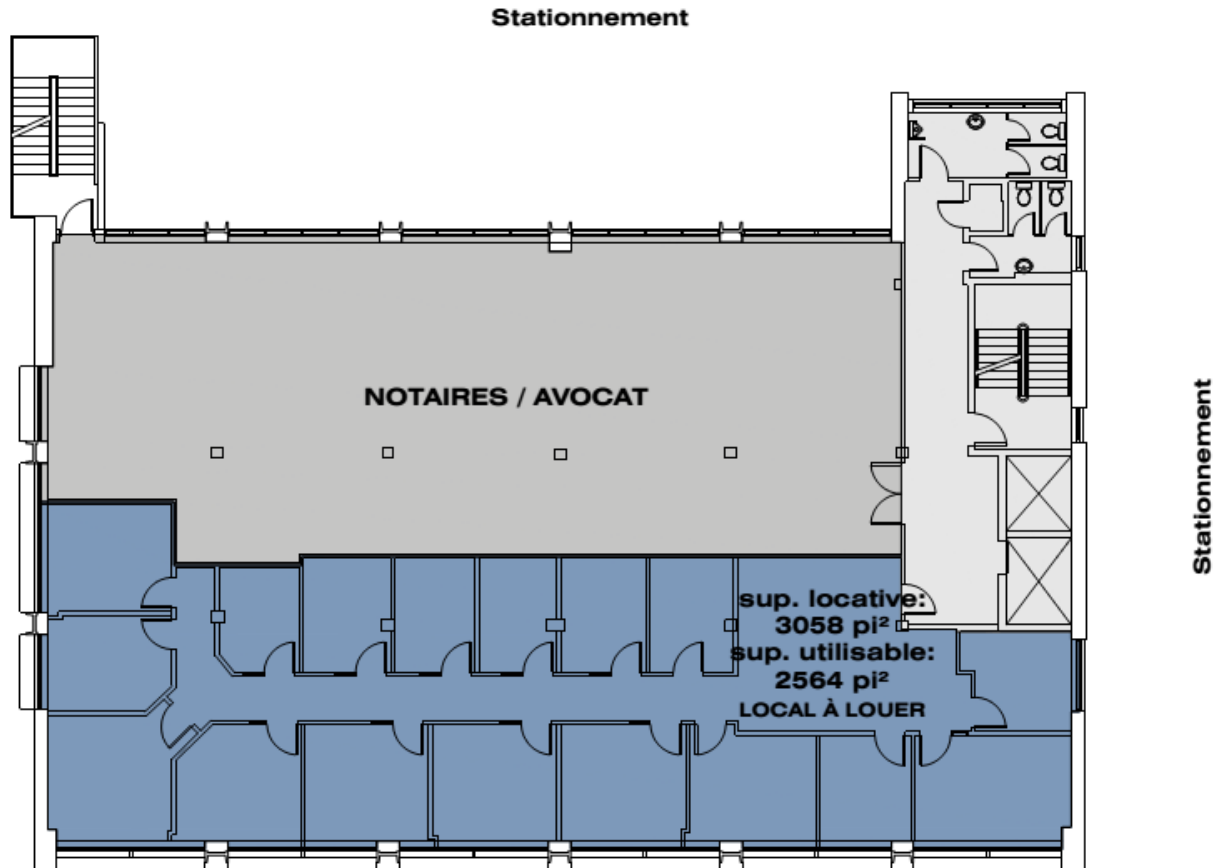 Stationnement
NOTAIRES / AVOCAT
Stationnement
sup. locative:
3058 pi²
sup. utilisable:
2564 pi²
LOCAL À LOUER